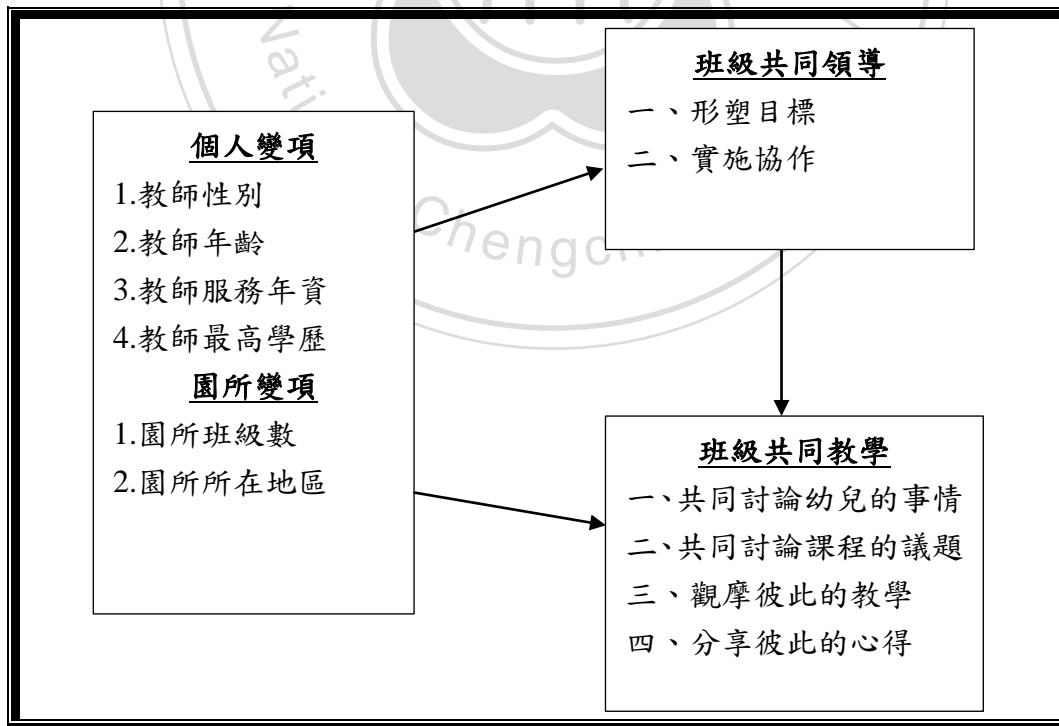 Nati
Chengch
個人變項
1.教師性別
2.教師年齡
3.教師服務年資
4.教師最高學歷
園所變項
1.園所班級數
2.園所所在地區
班級共同領導
一、形塑目標
二、實施協作
班級共同教學
一、共同討論幼兒的事情
二、共同討論課程的議題
三、觀摩彼此的教學
四、分享彼此的心得